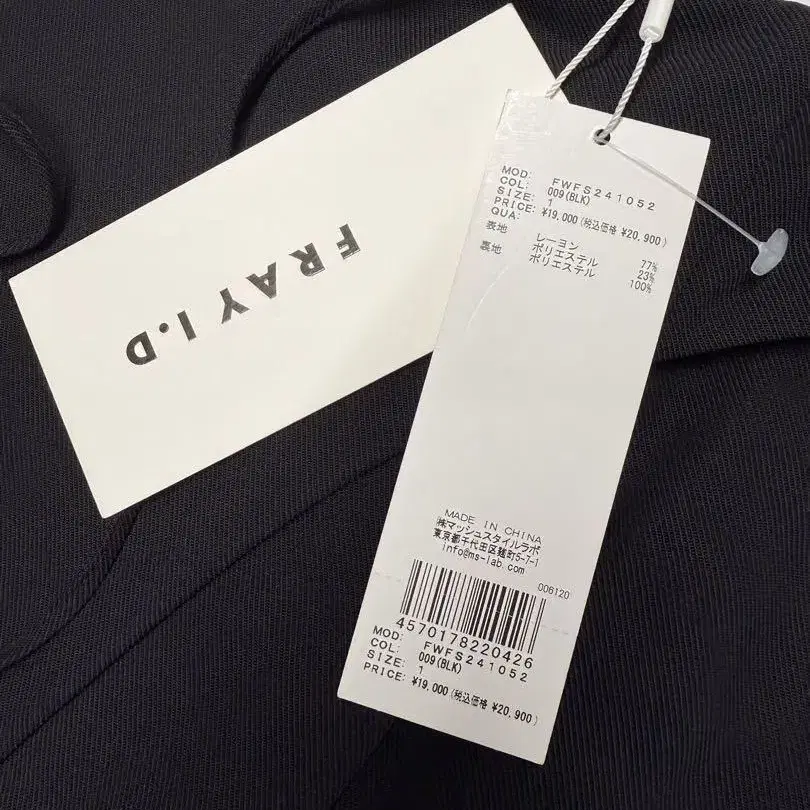 FRAY I.D
MOD: FWFS241052
COL: 009(BLK)
SIZE: 1
PRICE: ¥19,000(税込価格 ¥20,900)
QUA:
表地 レーヨン 77%
ポリエステル 23%
裏地 ポリエステル 100%
MADE IN CHINA
㈱マッシュスタイルラボ
東京都千代田区麹町5-7-1
info@ms-lab.com
006120
4570178220426
MOD: FWFS241052
COL: 009(BLK)
SIZE: 1
PRICE: ¥19,000(税込価格 ¥20,900)